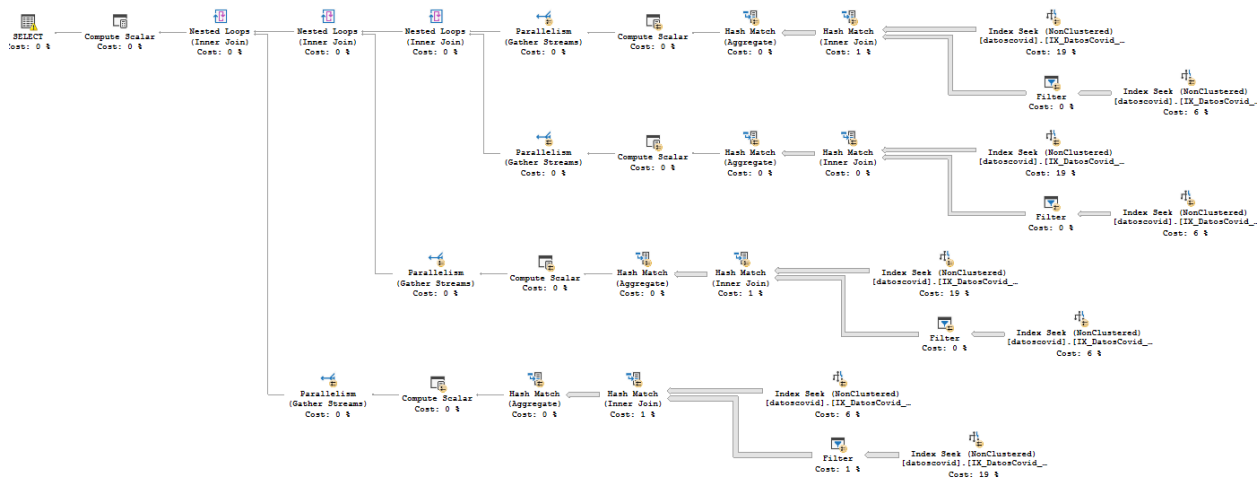 SELECT
Cost: 0 %
Compute Scalar
Cost: 0 %
Nested Loops
(Inner Join)
Cost: 0 %
Nested Loops
(Inner Join)
Cost: 0 %
Nested Loops
(Inner Join)
Cost: 0 %
Parallelism
(Gather Streams)
Cost: 0 %
Compute Scalar
Cost: 0 %
Hash Match
(Aggregate)
Cost: 0 %
Hash Match
(Inner Join)
Cost: 1 %
Index Seek (NonClustered)
[datoscovid].[IX_DatosCovid_…
Cost: 19 %
Filter
Cost: 0 %
Index Seek (NonClustered)
[datoscovid].[IX_DatosCovid_…
Cost: 6 %
Parallelism
(Gather Streams)
Cost: 0 %
Compute Scalar
Cost: 0 %
Hash Match
(Aggregate)
Cost: 0 %
Hash Match
(Inner Join)
Cost: 0 %
Index Seek (NonClustered)
[datoscovid].[IX_DatosCovid_…
Cost: 19 %
Filter
Cost: 0 %
Index Seek (NonClustered)
[datoscovid].[IX_DatosCovid_…
Cost: 6 %
Parallelism
(Gather Streams)
Cost: 0 %
Compute Scalar
Cost: 0 %
Hash Match
(Aggregate)
Cost: 0 %
Hash Match
(Inner Join)
Cost: 1 %
Index Seek (NonClustered)
[datoscovid].[IX_DatosCovid_…
Cost: 19 %
Filter
Cost: 0 %
Index Seek (NonClustered)
[datoscovid].[IX_DatosCovid_…
Cost: 6 %
Parallelism
(Gather Streams)
Cost: 0 %
Compute Scalar
Cost: 0 %
Hash Match
(Aggregate)
Cost: 0 %
Hash Match
(Inner Join)
Cost: 1 %
Index Seek (NonClustered)
[datoscovid].[IX_DatosCovid_…
Cost: 6 %
Filter
Cost: 1 %
Index Seek (NonClustered)
[datoscovid].[IX_DatosCovid_…
Cost: 19 %